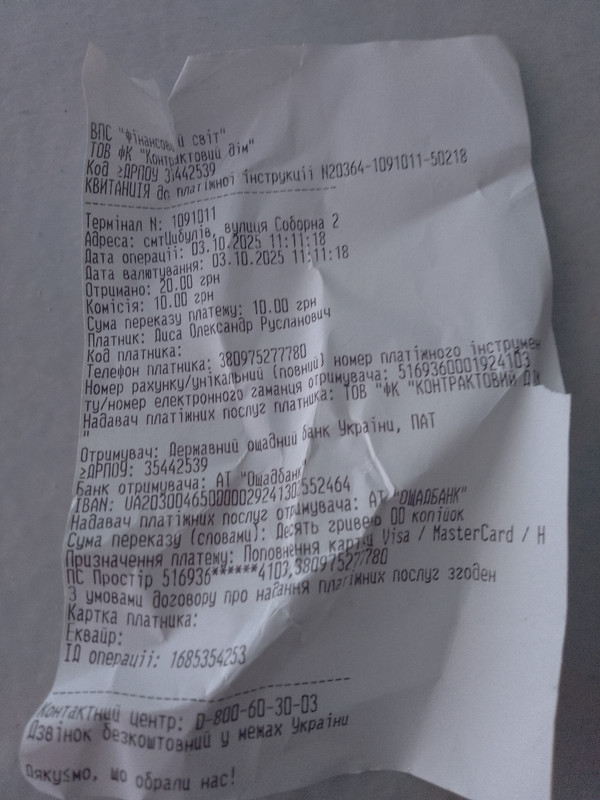 ВПС "Фінансовий світ"
ТОВ ФК "Контрактовий дім"
Код ЄДРПОУ 35442539
КВИТАНЦІЯ до платіжної інструкції N20364-1091011-50218
Термінал N: 1091011
Адреса: смтЦибулів, вулиця Соборна 2
Дата операції: 03.10.2025 11:11:18
Дата валютування: 03.10.2025 11:11:18
Отримано: 20.00 грн
Комісія: 10.00 грн
Сума переказу платежу: 10.00 грн
Платник: Лиса Олександр Русланович
Код платника:
Телефон платника: 380975277780
Номер рахунку/унікальний (повний) номер платіжного інструмен
ту/номер електронного гаманця отримувача: 5169360001924103
Надавач платіжних послуг платника: ТОВ "ФК "КОНТРАКТОВИЙ ДІМ
"
Отримувач: Державний ощадний банк України, ПАТ
ЄДРПОУ: 35442539
Банк отримувача: АТ "Ощадбанк"
IBAN: UA20300465000002924130552464
Надавач платіжних послуг отримувача: АТ "ОЩАДБАНК"
Сума переказу (словами): Десять гривень 00 копійок
Призначення платежу: Поповнення картки Visa / MasterCard / Н
ПС Простір 516936******4103,380975277780
З умовами договору про надання платіжних послуг згоден
Картка платника:
Еквайр:
ІД операції: 1685354253
Контактний центр: 0-800-60-30-03
Дзвінок безкоштовний у межах України
Дякуємо, що обрали нас!